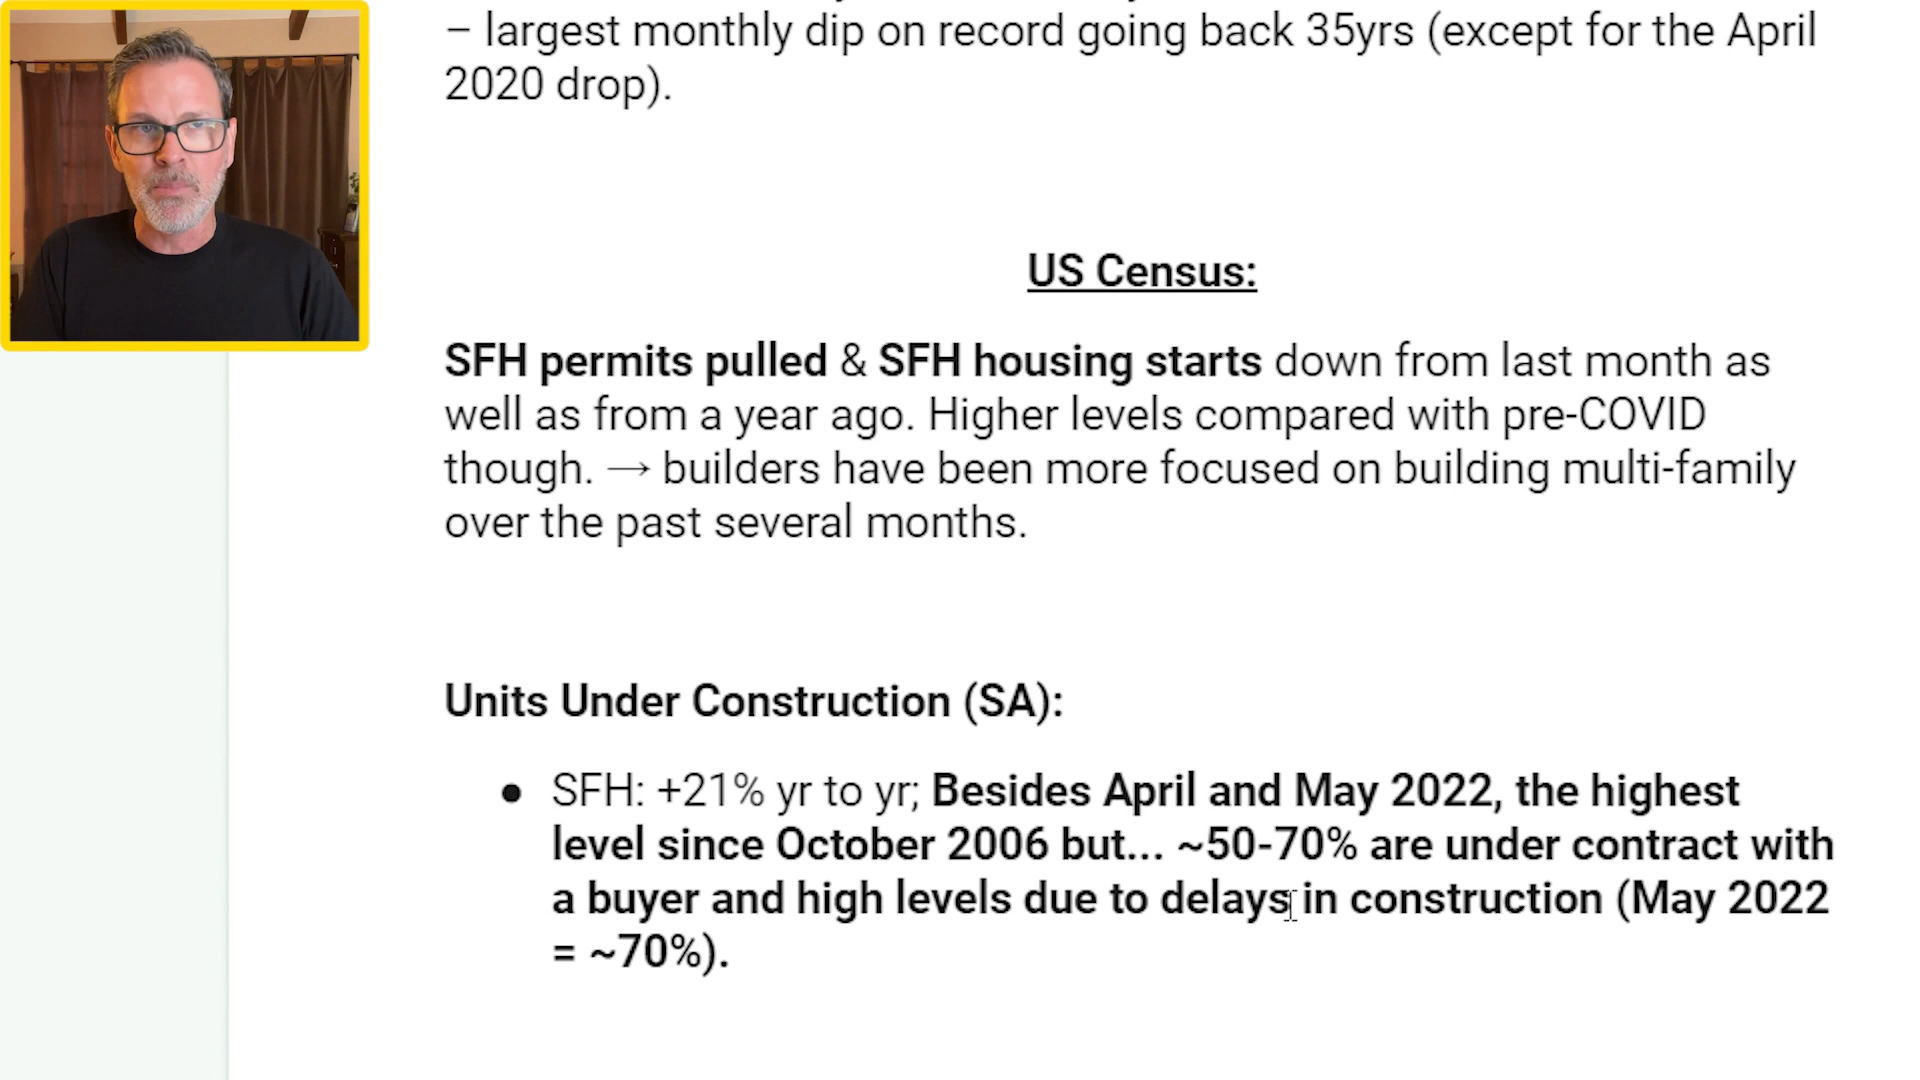 – largest monthly dip on record going back 35yrs (except for the April
2020 drop).
US Census:
SFH permits pulled & SFH housing starts down from last month as
well as from a year ago. Higher levels compared with pre-COVID
though. → builders have been more focused on building multi-family
over the past several months.
Units Under Construction (SA):
● SFH: +21% yr to yr; Besides April and May 2022, the highest
level since October 2006 but... ~50-70% are under contract with
a buyer and high levels due to delays in construction (May 2022
= ~70%).